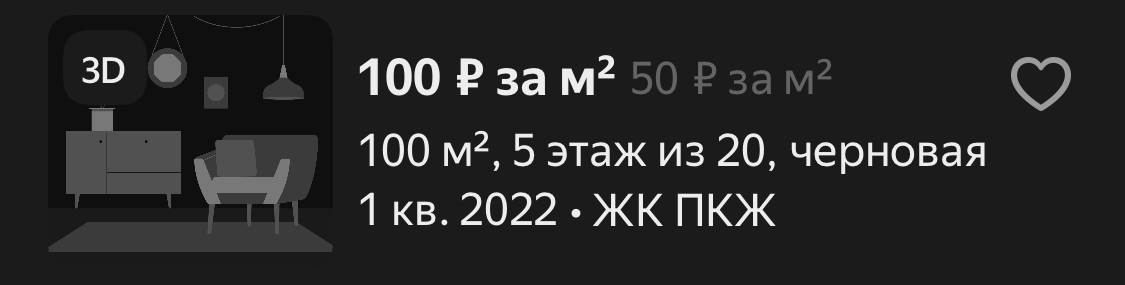 3D
100 ₽ за м² 50 ₽ за м²
100 м², 5 этаж из 20, черновая
1 кв. 2022 • ЖК ПКЖ